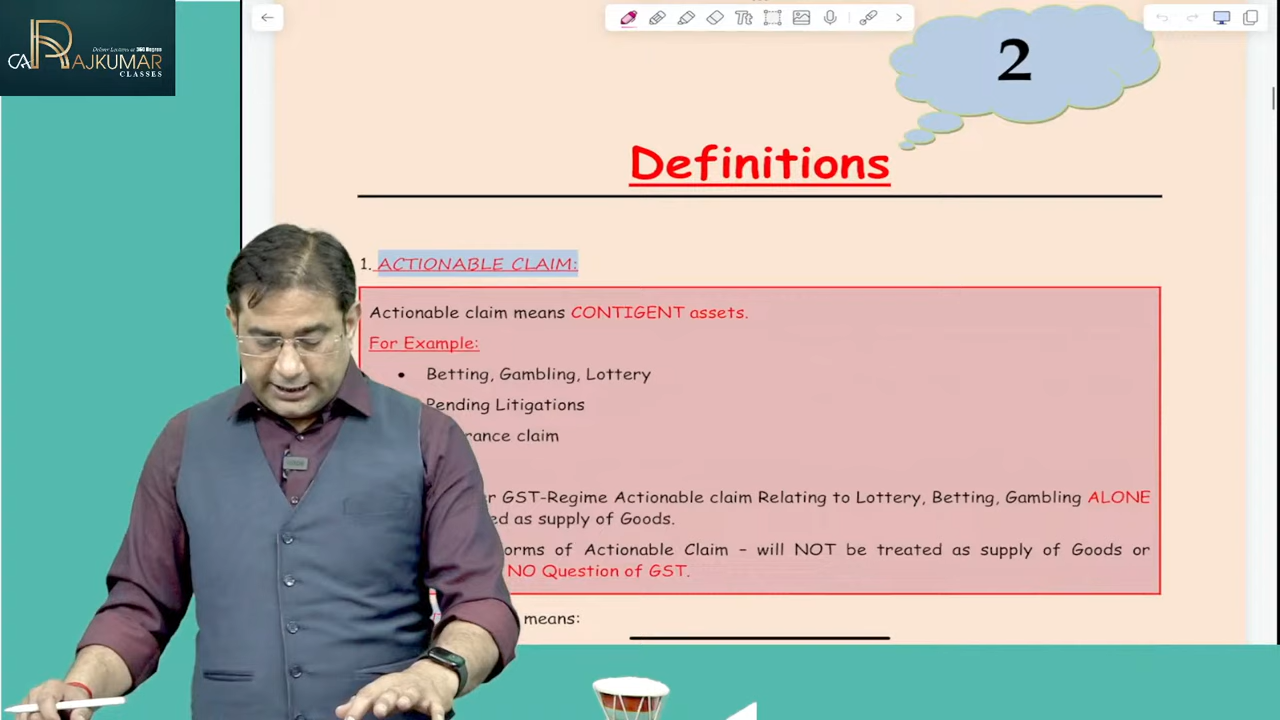 CA RAJKUMAR
Deliver Lectures at 360 Degree
CLASSES
Tt
2
Definitions
1. ACTIONABLE CLAIM:
Actionable claim means CONTIGENT assets.
For Example:
• Betting, Gambling, Lottery
Pending Litigations
rance claim
r GST-Regime Actionable claim Relating to Lottery, Betting, Gambling ALONE
ed as supply of Goods.
orms of Actionable Claim – will NOT be treated as supply of Goods or
NO Question of GST.
means: